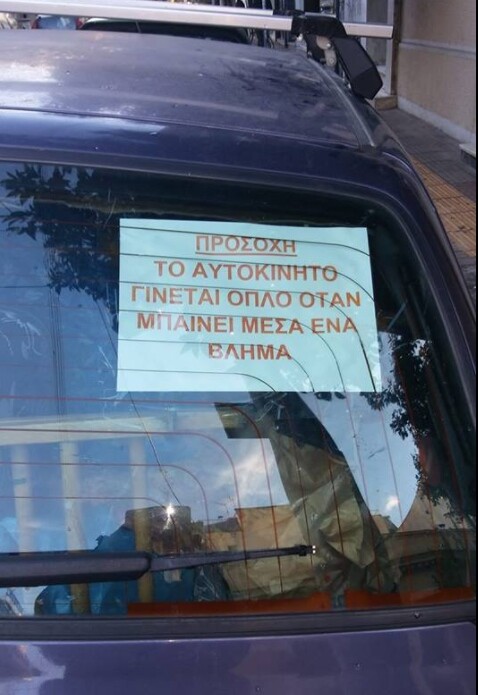 ΠΡΟΣΟΧΗ
ΤΟ ΑΥΤΟΚΙΝΗΤΟ
ΓΙΝΕΤΑΙ ΟΠΛΟ ΟΤΑΝ
ΜΠΑΙΝΕΙ ΜΕΣΑ ΕΝΑ
ΒΛΗΜΑ